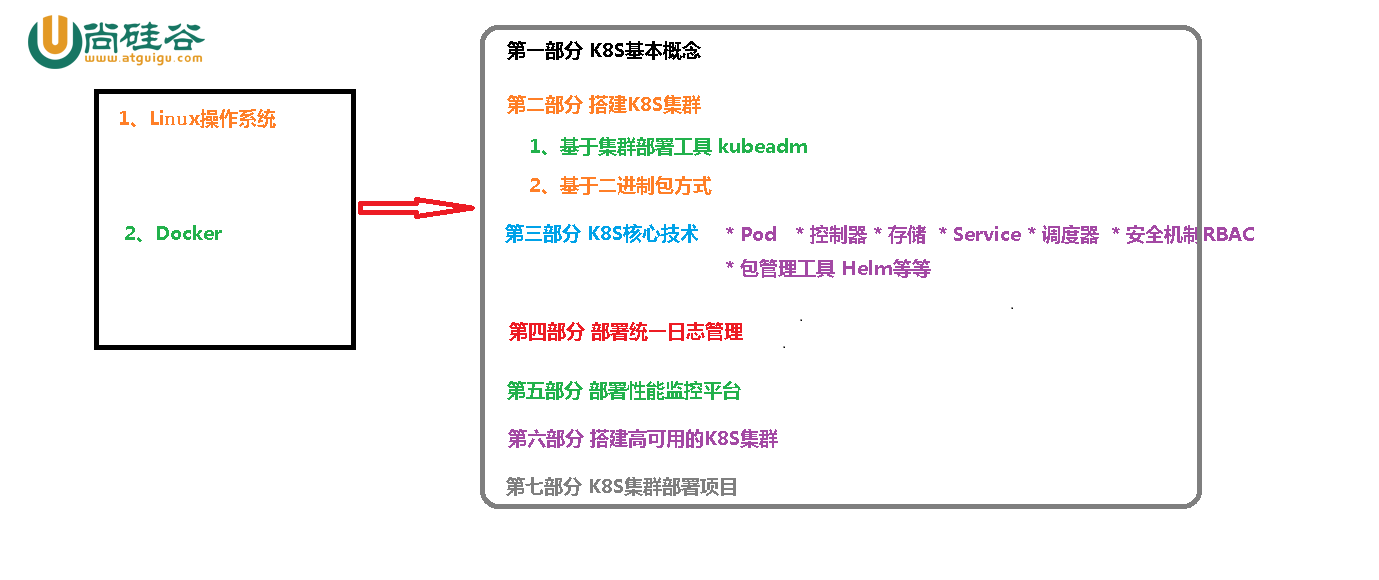 尚硅谷
www.atguigu.com
1、Linux操作系统
2、Docker
第一部分 K8S基本概念
第二部分 搭建K8S集群
1、基于集群部署工具 kubeadm
2、基于二进制包方式
第三部分 K8S核心技术 * Pod * 控制器 * 存储 * Service * 调度器 * 安全机制RBAC
* 包管理工具 Helm等等
第四部分 部署统一日志管理
第五部分 部署性能监控平台
第六部分 搭建高可用的K8S集群
第七部分 K8S集群部署项目